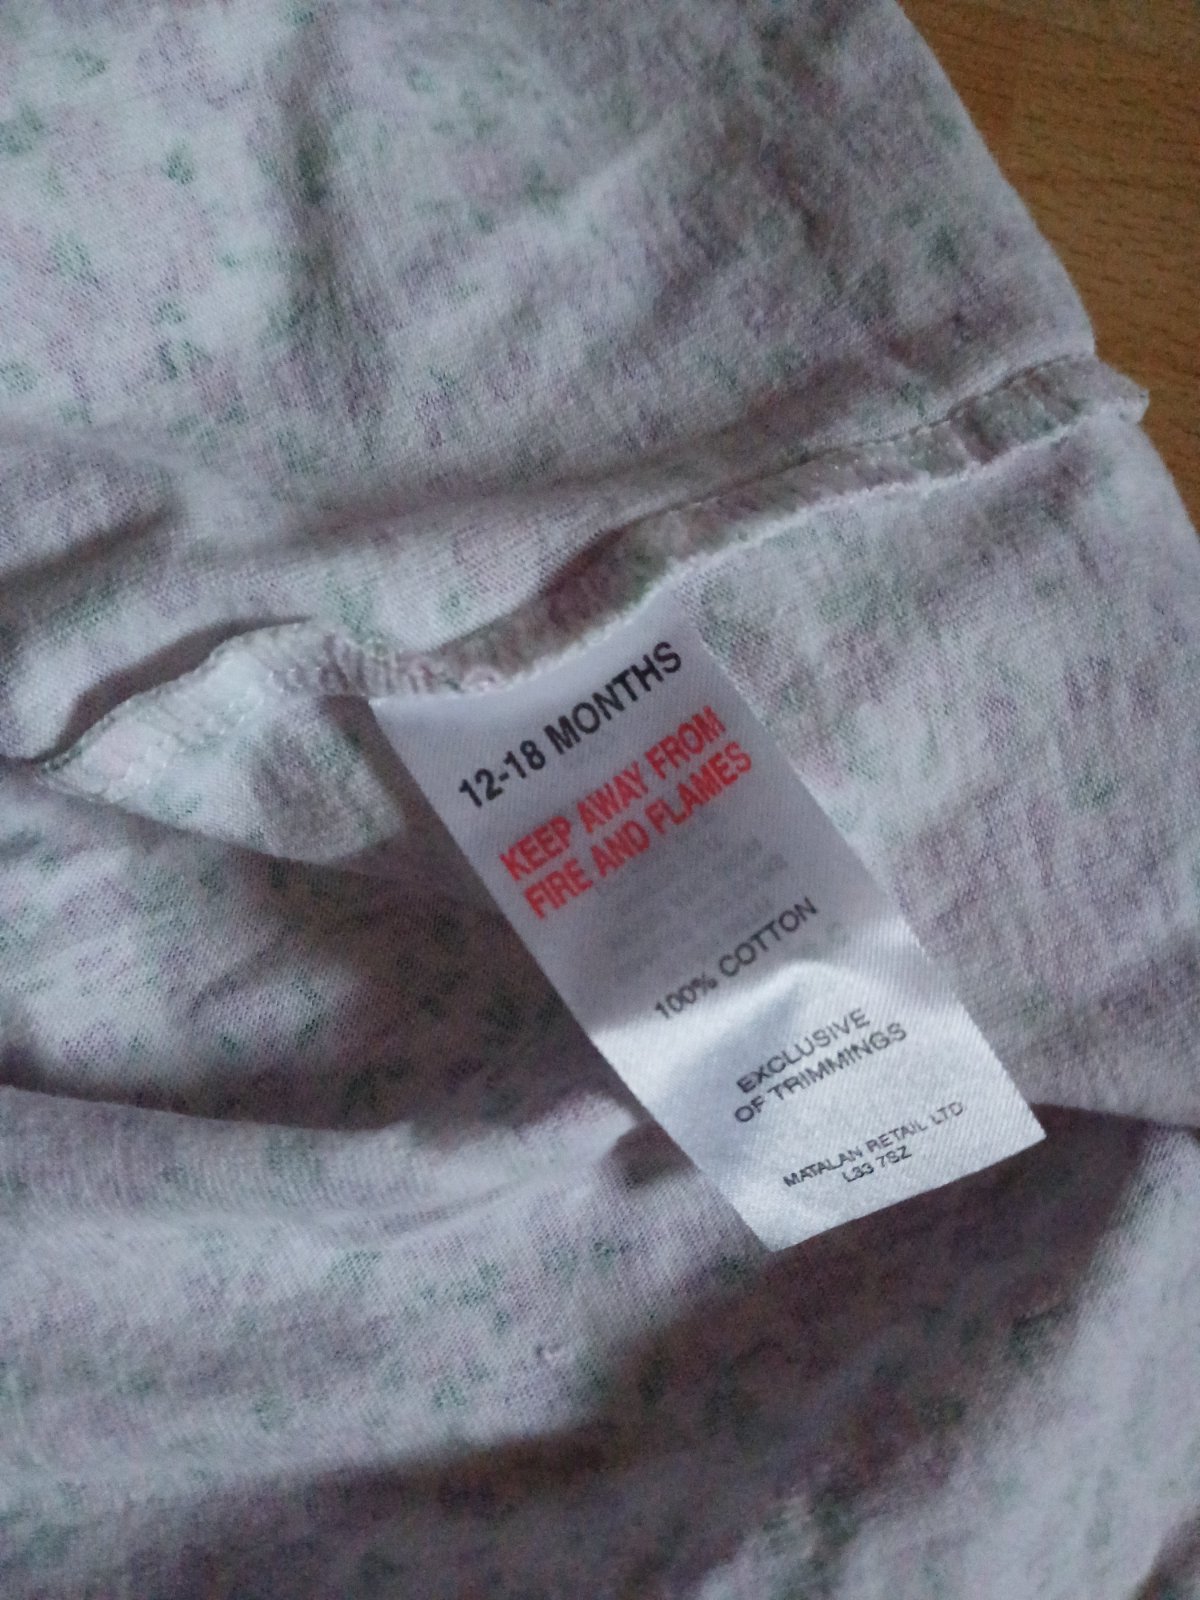 12-18 MONTHS
KEEP AWAY FROM
FIRE AND FLAMES
100% COTTON
EXCLUSIVE
OF TRIMMINGS
MATALAN RETAIL LTD
L33 7SZ